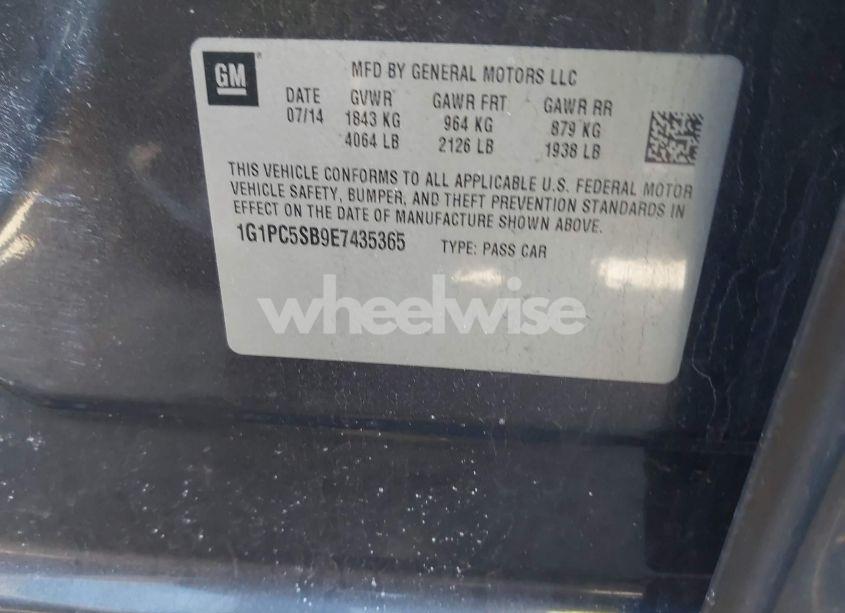 GM
MFD BY GENERAL MOTORS LLC
DATE GVWR GAWR FRT GAWR RR
07/14 1843 KG 964 KG 879 KG
4064 LB 2126 LB 1938 LB
THIS VEHICLE CONFORMS TO ALL APPLICABLE U.S. FEDERAL MOTOR
VEHICLE SAFETY, BUMPER, AND THEFT PREVENTION STANDARDS IN
EFFECT ON THE DATE OF MANUFACTURE SHOWN ABOVE.
1G1PC5SB9E7435365 TYPE: PASS CAR
wheelwise